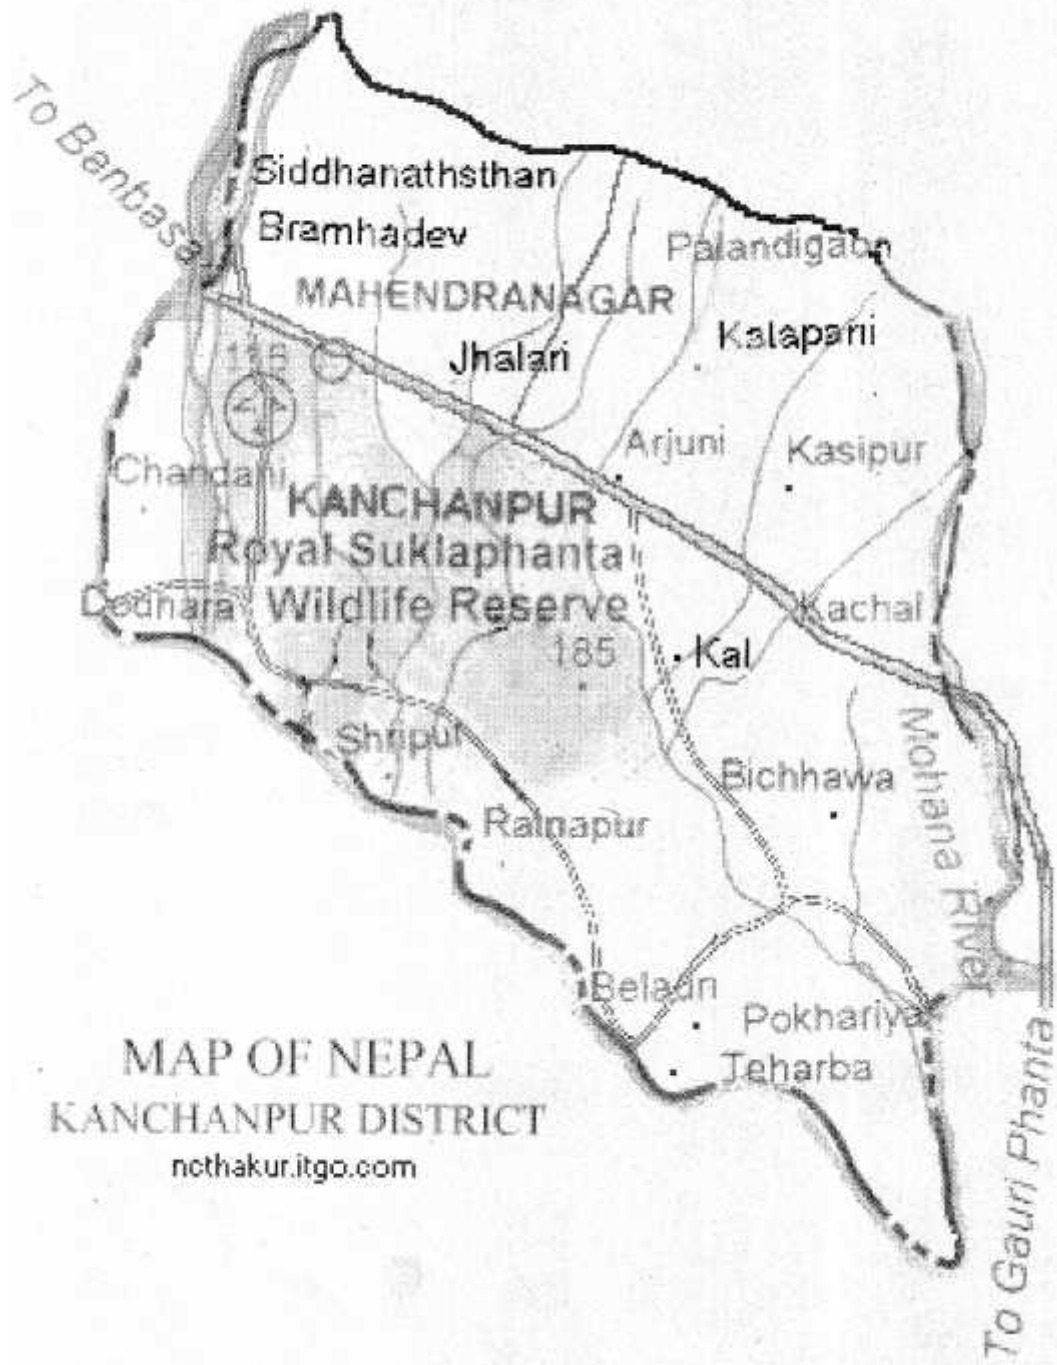 To Banbasa
Siddhanathsthan
Bramhadev
Palandigaon
MAHENDRANAGAR
Kalapani
Jhalari
Arjuni
Kasipur
Chandani
KANCHANPUR
Royal Suklaphanta
Wildlife Reserve
Dodhara
Kachal
185
Kal
Shripur
Bichhawa
Mohana River
Ratnapur
Belauri
Pokhariya
Teharba
MAP OF NEPAL
KANCHANPUR DISTRICT
ncthakur.itgo.com
To Gauri Phanta